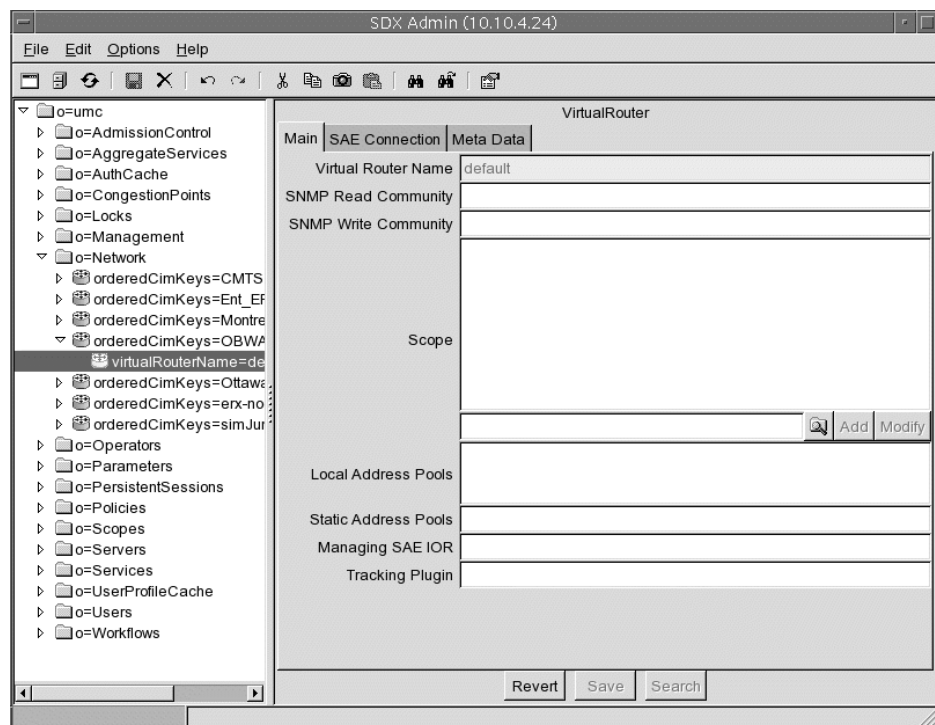 SDX Admin (10.10.4.24)
File Edit Options Help
o=umc
o=AdmissionControl
o=AggregateServices
o=AuthCache
o=CongestionPoints
o=Locks
o=Management
o=Network
orderedCimKeys=CMTS
orderedCimKeys=Ent_EF
orderedCimKeys=Montre
orderedCimKeys=OBWA
virtualRouterName=de
orderedCimKeys=Ottawa
orderedCimKeys=erx-no
orderedCimKeys=simJur
o=Operators
o=Parameters
o=PersistentSessions
o=Policies
o=Scopes
o=Servers
o=Services
o=UserProfileCache
o=Users
o=Workflows
VirtualRouter
Main SAE Connection Meta Data
Virtual Router Name default
SNMP Read Community
SNMP Write Community
Scope
Add Modify
Local Address Pools
Static Address Pools
Managing SAE IOR
Tracking Plugin
Revert Save Search